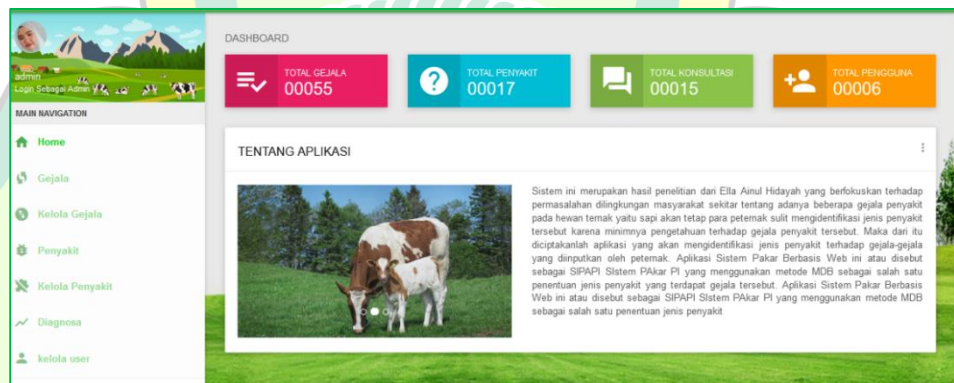 admin
Login Sebagai Admin
MAIN NAVIGATION
Home
Gejala
Kelola Gejala
Penyakit
Kelola Penyakit
Diagnosa
kelola user
DASHBOARD
TOTAL GEJALA
00055
TOTAL PENYAKIT
00017
TOTAL KONSULTASI
00015
TOTAL PENGGUNA
00006
TENTANG APLIKASI
Sistem ini merupakan hasil penelitian dari Ella Ainul Hidayah yang berfokuskan terhadap
permasalahan dilingkungan masyarakat sekitar tentang adanya beberapa gejala penyakit
pada hewan ternak yaitu sapi akan tetap para peternak sulit mengidentifikasi jenis penyakit
tersebut karena minimnya pengetahuan terhadap gejala penyakit tersebut. Maka dari itu
diciptakanlah aplikasi yang akan mengidentifikasi jenis penyakit terhadap gejala-gejala
yang diinputkan oleh peternak. Aplikasi Sistem Pakar Berbasis Web ini atau disebut
sebagai SIPAPI SIstem PAkar PI yang menggunakan metode MDB sebagai salah satu
penentuan jenis penyakit yang terdapat gejala tersebut. Aplikasi Sistem Pakar Berbasis
Web ini atau disebut sebagai SIPAPI SIstem PAkar PI yang menggunakan metode MDB
sebagai salah satu penentuan jenis penyakit